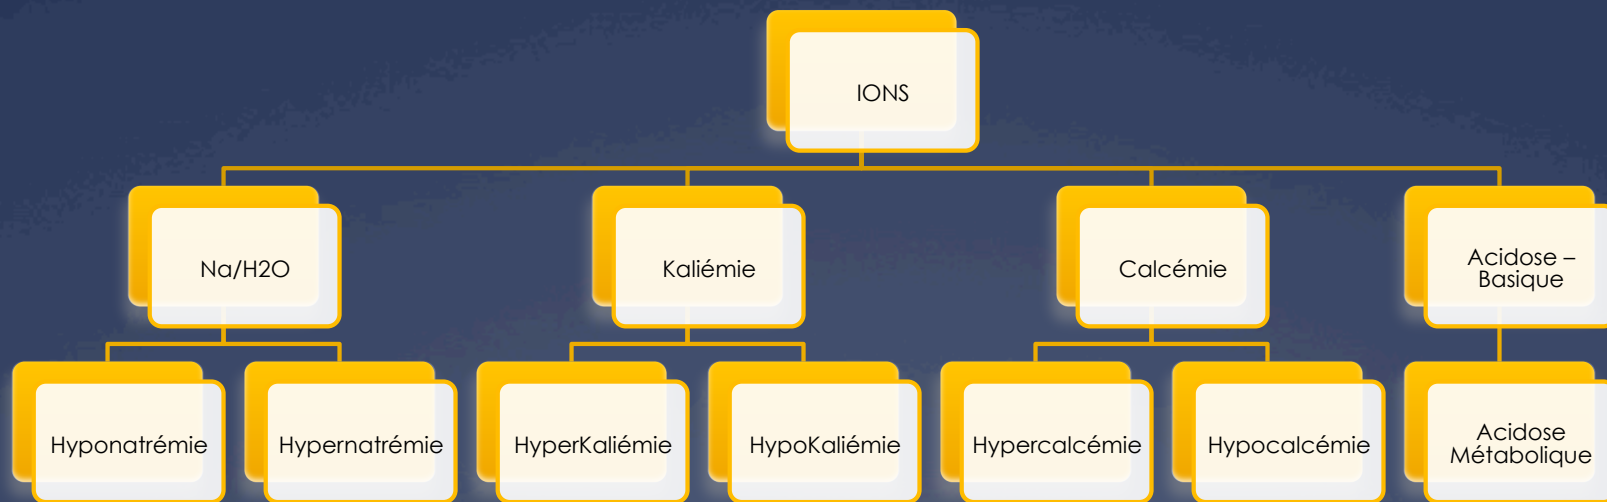 IONS
Na/H2O
Kaliémie
Calcémie
Acidose –
Basique
Hyponatrémie
Hypernatrémie
HyperKaliémie
HypoKaliémie
Hypercalcémie
Hypocalcémie
Acidose
Métabolique